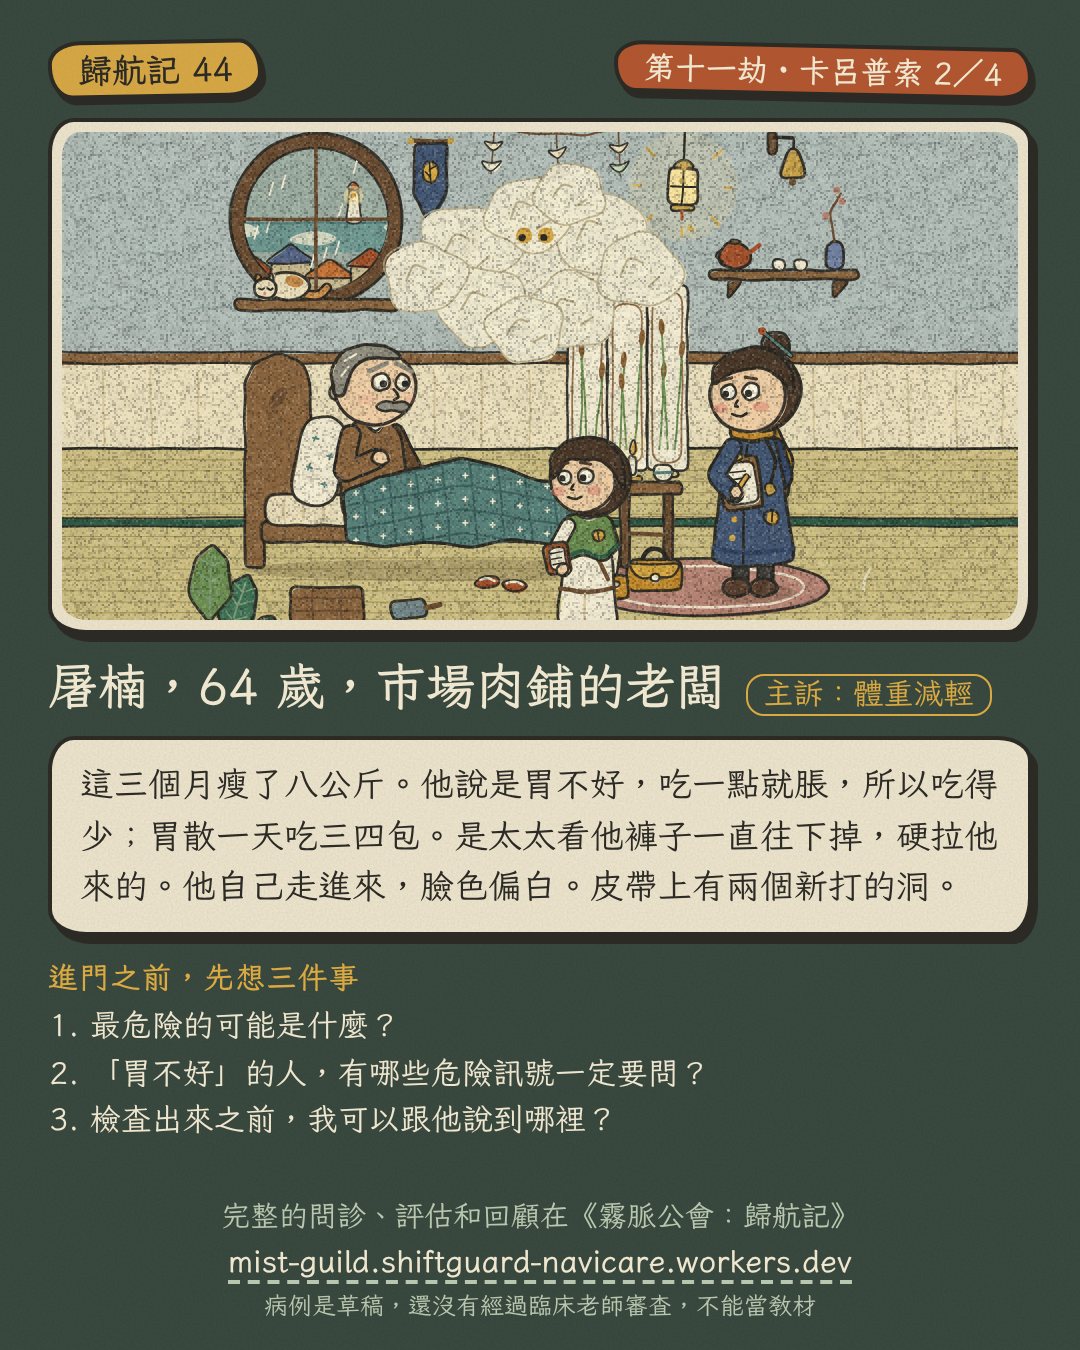 歸航記 44
第十一劫・卡呂普索 2／4
屠楠，64 歲，市場肉鋪的老闆
主訴：體重減輕
這三個月瘦了八公斤。他說是胃不好，吃一點就脹，所以吃得
少；胃散一天吃三四包。是太太看他褲子一直往下掉，硬拉他
來的。他自己走進來，臉色偏白。皮帶上有兩個新打的洞。
進門之前，先想三件事
1. 最危險的可能是什麼？
2. 「胃不好」的人，有哪些危險訊號一定要問？
3. 檢查出來之前，我可以跟他說到哪裡？
完整的問診、評估和回顧在《霧脈公會：歸航記》
mist-guild.shiftguard-navicare.workers.dev
病例是草稿，還沒有經過臨床老師審查，不能當教材